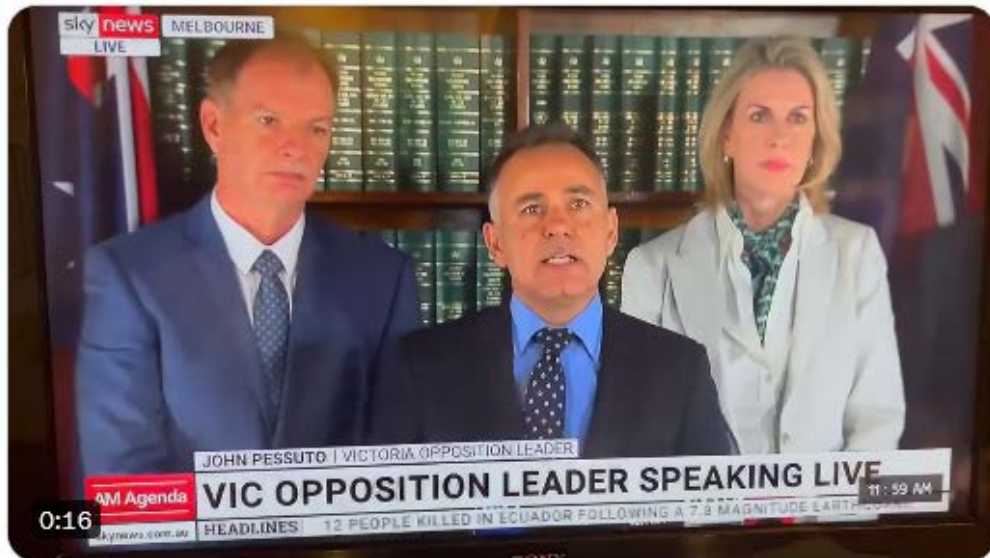 sky news MELBOURNE
LIVE
JOHN PESSUTO | VICTORIA OPPOSITION LEADER
AM Agenda
VIC OPPOSITION LEADER SPEAKING LIVE
11:59 AM
0:16
skynews.com.au
HEADLINES 12 PEOPLE KILLED IN ECUADOR FOLLOWING A 7.8 MAGNITUDE
SONY